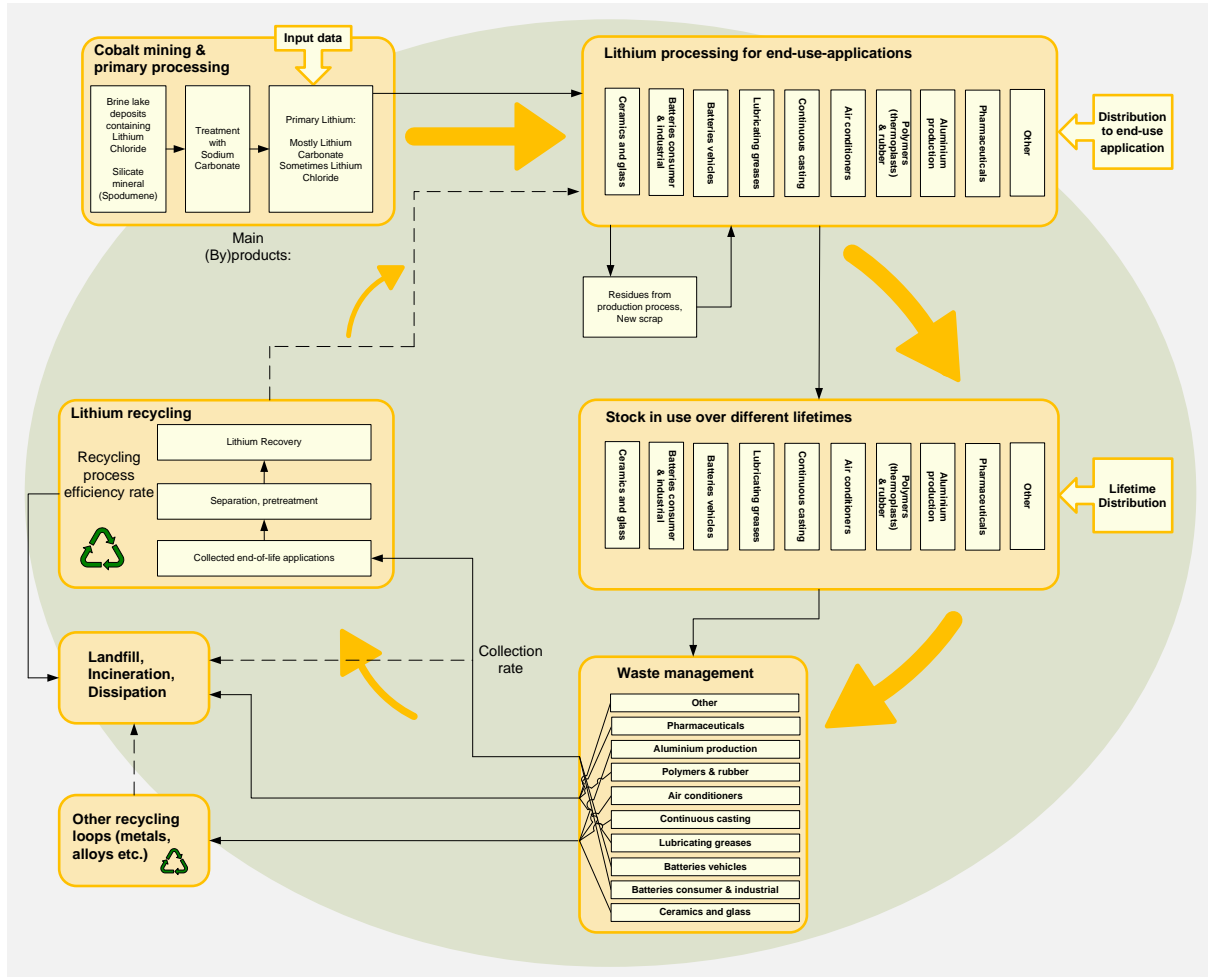 Input data
Cobalt mining &
primary processing
Brine lake
deposits
containing
Lithium
Chloride
Silicate
mineral
(Spodumene)
Treatment
with
Sodium
Carbonate
Primary Lithium:
Mostly Lithium
Carbonate
Sometimes Lithium
Chloride
Main
(By)products:
Lithium processing for end-use-applications
Ceramics and glass
Batteries consumer
& industrial
Batteries vehicles
Lubricating greases
Continuous casting
Air conditioners
Polymers
(thermoplasts)
& rubber
Aluminium
production
Pharmaceuticals
Other
Distribution
to end-use
application
Residues from
production process,
New scrap
Lithium recycling
Recycling
process
efficiency rate
Lithium Recovery
Separation, pretreatment
Collected end-of-life applications
Stock in use over different lifetimes
Ceramics and glass
Batteries consumer
& industrial
Batteries vehicles
Lubricating greases
Continuous casting
Air conditioners
Polymers
(thermoplasts)
& rubber
Aluminium
production
Pharmaceuticals
Other
Lifetime
Distribution
Landfill,
Incineration,
Dissipation
Collection
rate
Waste management
Other
Pharmaceuticals
Aluminium production
Polymers & rubber
Air conditioners
Continuous casting
Lubricating greases
Batteries vehicles
Batteries consumer & industrial
Ceramics and glass
Other recycling
loops (metals,
alloys etc.)